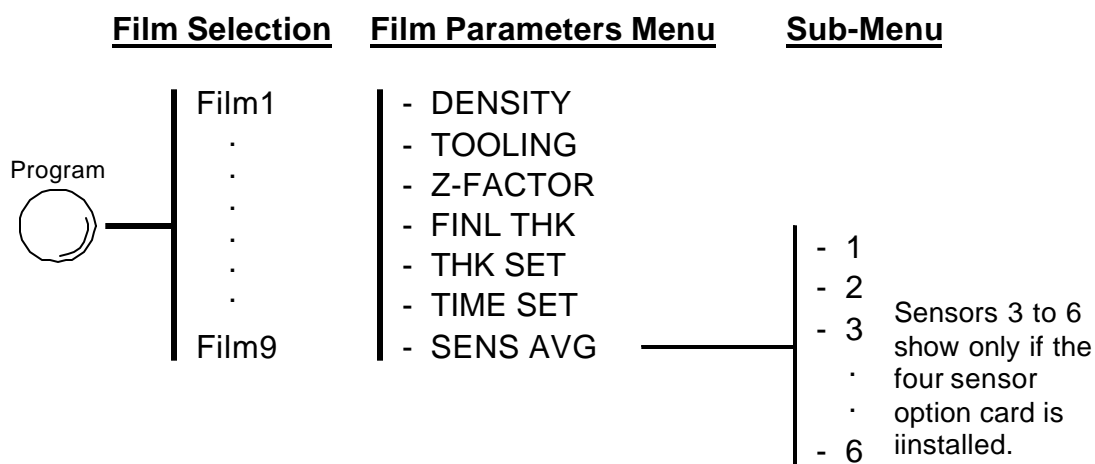 Film Selection Film Parameters Menu Sub-Menu
Program
Film1
.
.
.
.
.
.
Film9
- DENSITY
- TOOLING
- Z-FACTOR
- FINL THK
- THK SET
- TIME SET
- SENS AVG
- 1
- 2
- 3
.
.
- 6
Sensors 3 to 6
show only if the
four sensor
option card is
iinstalled.